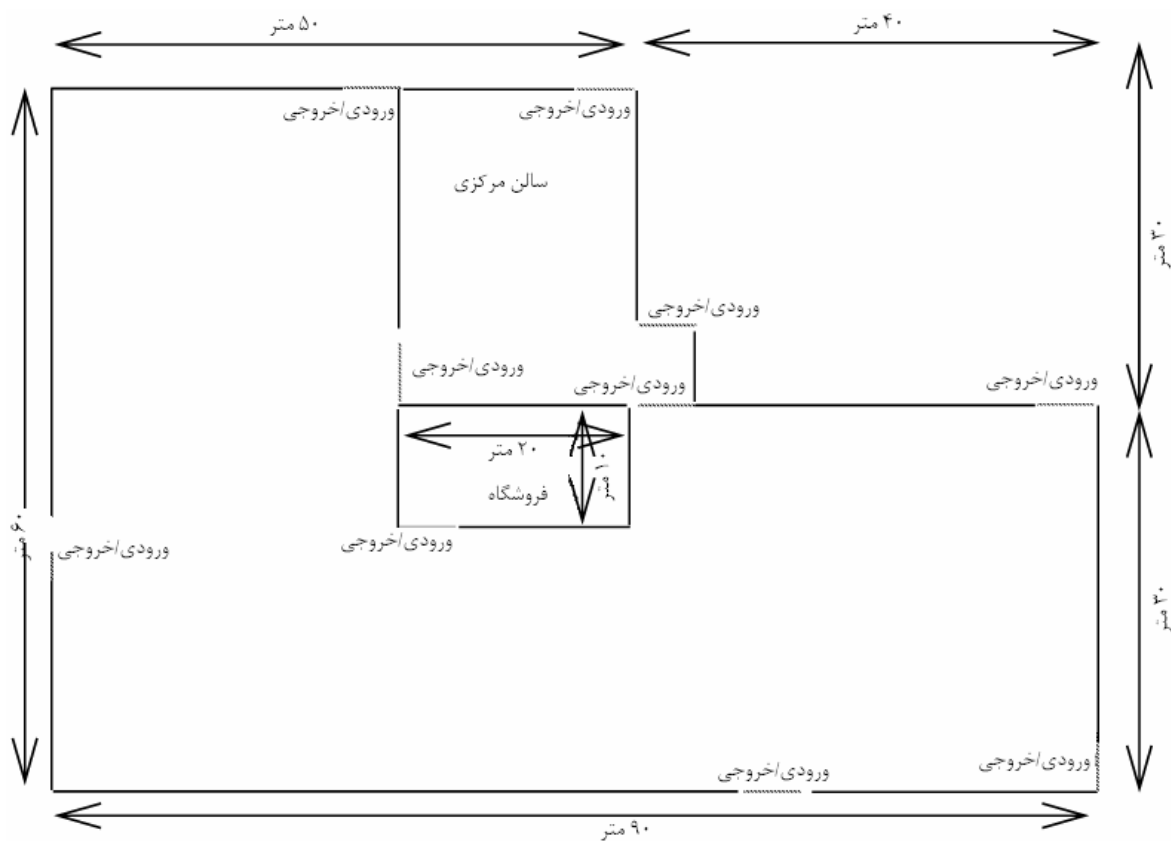 ۵۰ متر
۴۰ متر
ورودی/خروجی
ورودی/خروجی
سالن مرکزی
۳۰ متر
ورودی/خروجی
ورودی/خروجی
ورودی/خروجی
ورودی/خروجی
۲۰ متر
۱۰ متر
فروشگاه
۶۰ متر
ورودی/خروجی
ورودی/خروجی
۳۰ متر
ورودی/خروجی
ورودی/خروجی
۹۰ متر